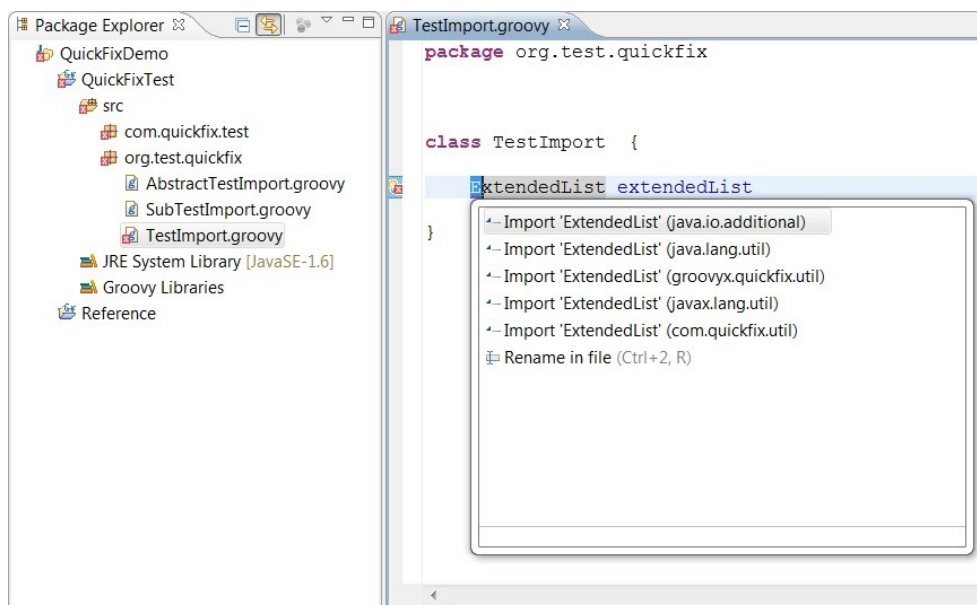 Package Explorer
QuickFixDemo
QuickFixTest
src
com.quickfix.test
org.test.quickfix
AbstractTestImport.groovy
SubTestImport.groovy
TestImport.groovy
JRE System Library [JavaSE-1.6]
Groovy Libraries
Reference
TestImport.groovy
package org.test.quickfix
class TestImport {
ExtendedList extendedList
Import 'ExtendedList' (java.io.additional)
Import 'ExtendedList' (java.lang.util)
Import 'ExtendedList' (groovyx.quickfix.util)
Import 'ExtendedList' (javax.lang.util)
Import 'ExtendedList' (com.quickfix.util)
Rename in file (Ctrl+2, R)
}